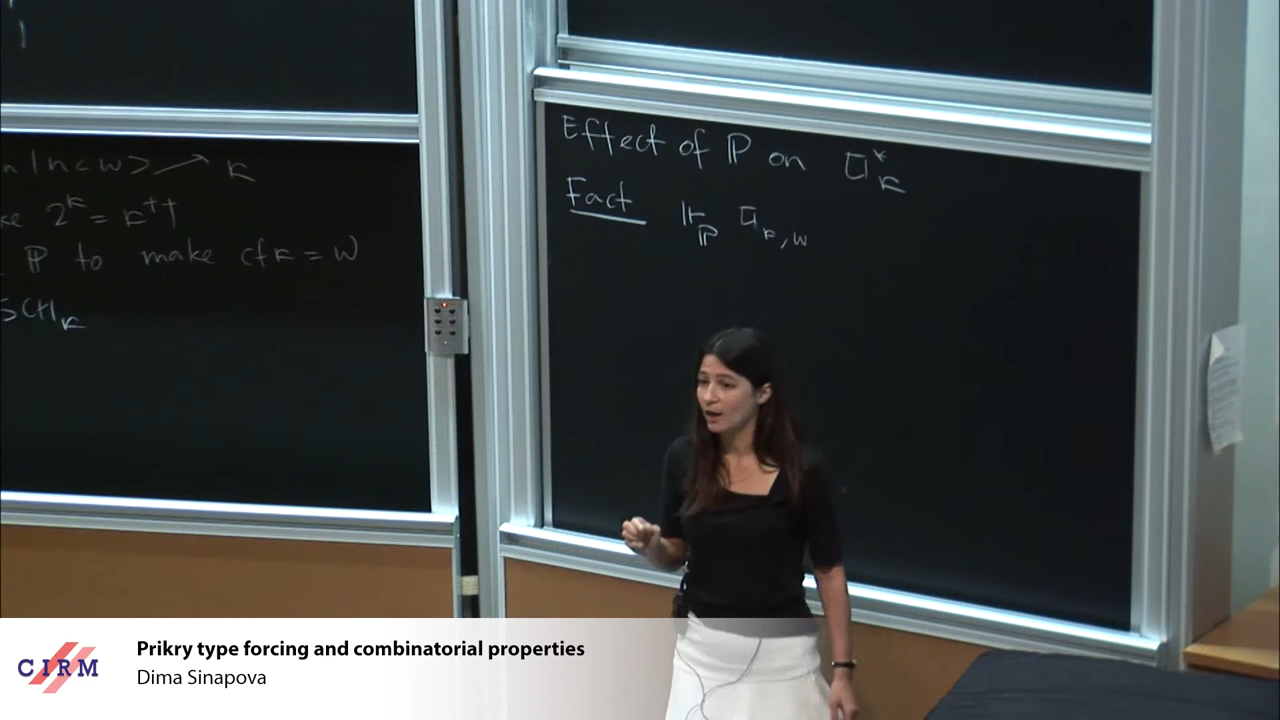 n | n < ω > ↗ κ
ke 2^κ = κ^++
ℙ to make cf κ = ω
SCH_κ
Effect of ℙ on □*_κ
Fact ⊩_ℙ □_κ,ω
CIRM
Prikry type forcing and combinatorial properties
Dima Sinapova